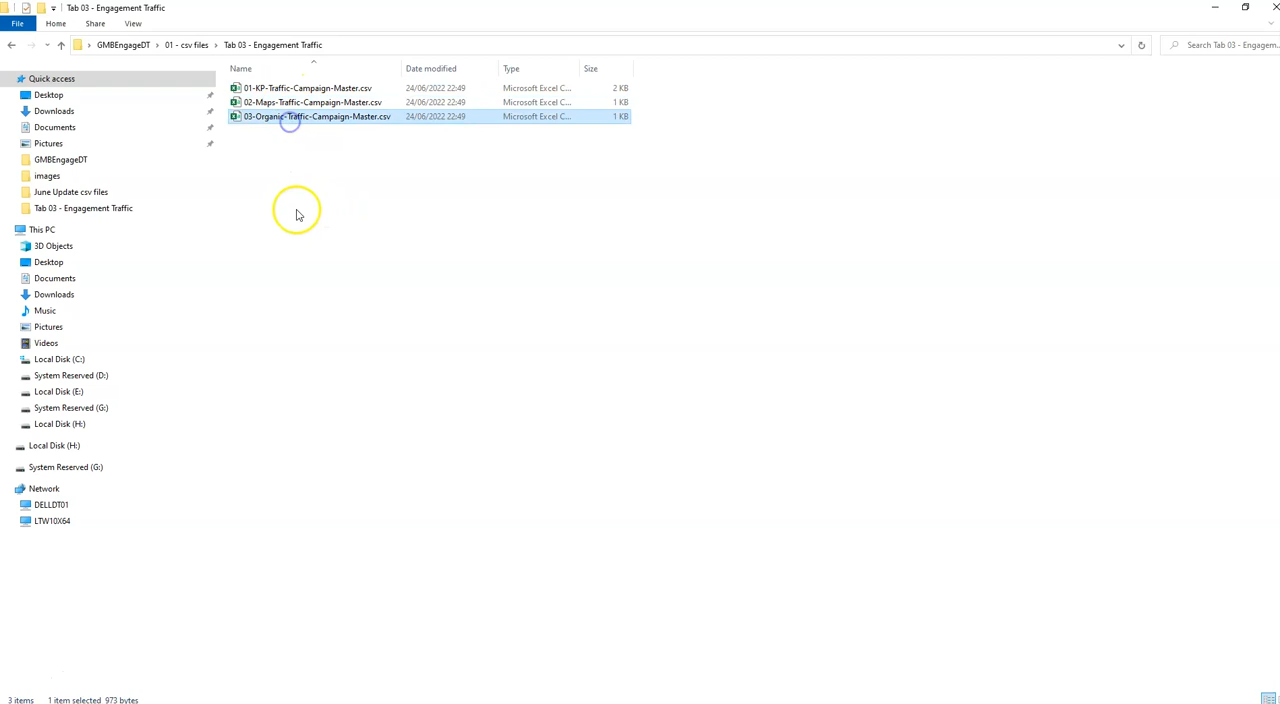 Tab 03 - Engagement Traffic
File Home Share View
GMBEngageDT 01 - csv files Tab 03 - Engagement Traffic
Search Tab 03 - Engagem...
Name Date modified Type Size
01-KP-Traffic-Campaign-Master.csv 24/06/2022 22:49 Microsoft Excel C... 2 KB
02-Maps-Traffic-Campaign-Master.csv 24/06/2022 22:49 Microsoft Excel C... 1 KB
03-Organic-Traffic-Campaign-Master.csv 24/06/2022 22:49 Microsoft Excel C... 1 KB
Quick access
Desktop
Downloads
Documents
Pictures
GMBEngageDT
images
June Update csv files
Tab 03 - Engagement Traffic
This PC
3D Objects
Desktop
Documents
Downloads
Music
Pictures
Videos
Local Disk (C:)
System Reserved (D:)
Local Disk (E:)
System Reserved (G:)
Local Disk (H:)
Local Disk (H:)
System Reserved (G:)
Network
DELLDT01
LTW10X64
3 items 1 item selected 973 bytes